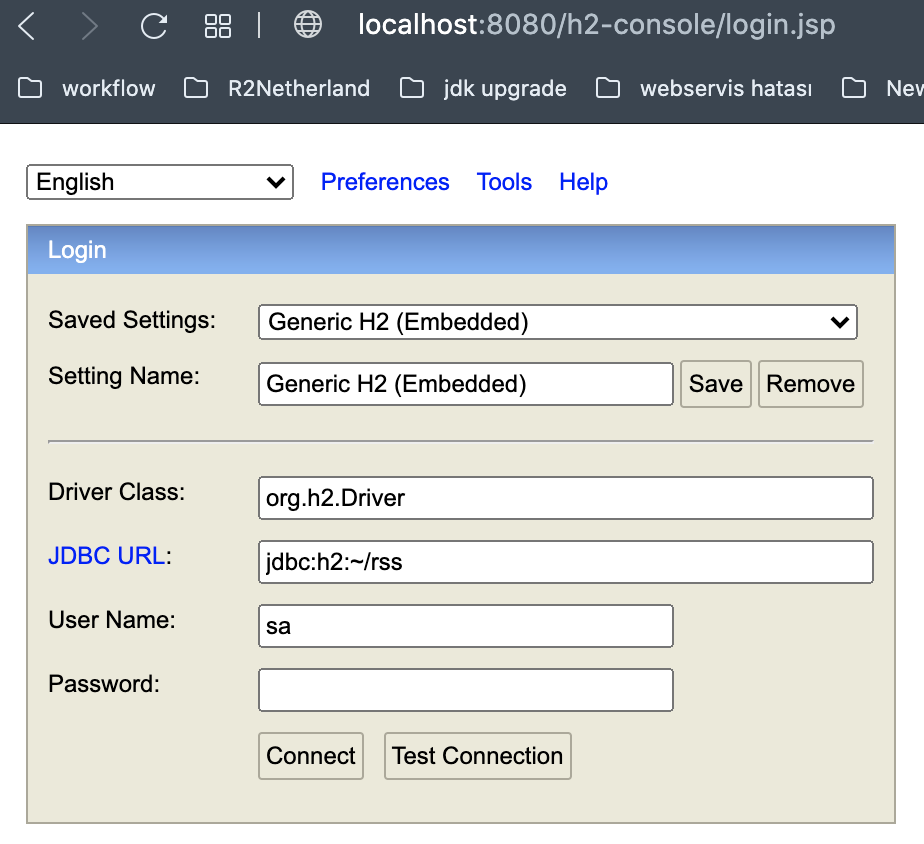 localhost:8080/h2-console/login.jsp
workflow R2Netherland jdk upgrade webservis hatası New
English Preferences Tools Help
Login
Saved Settings: Generic H2 (Embedded)
Setting Name: Generic H2 (Embedded) Save Remove
Driver Class: org.h2.Driver
JDBC URL: jdbc:h2:~/rss
User Name: sa
Password:
Connect Test Connection